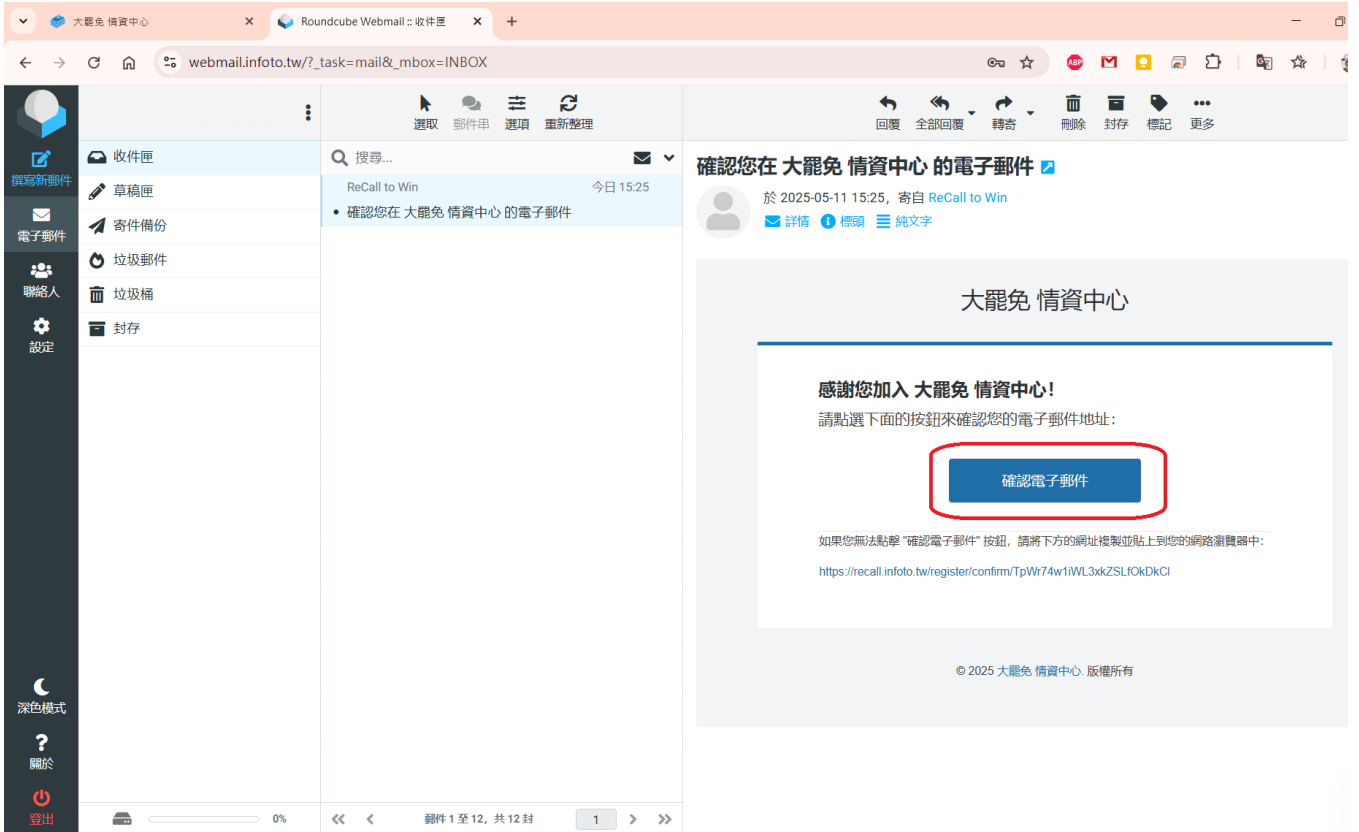 大罷免 情資中心
Roundcube Webmail :: 收件匣
webmail.infoto.tw/?_task=mail&_mbox=INBOX
ABP
選取 郵件串 選項 重新整理
回覆 全部回覆 轉寄 刪除 封存 標記 更多
撰寫新郵件
電子郵件
聯絡人
設定
深色模式
關於
登出
收件匣
草稿匣
寄件備份
垃圾郵件
垃圾桶
封存
0%
搜尋...
ReCall to Win 今日 15:25
• 確認您在 大罷免 情資中心 的電子郵件
郵件 1 至 12，共 12 封
1
確認您在 大罷免 情資中心 的電子郵件
於 2025-05-11 15:25，寄自 ReCall to Win
詳情 標頭 純文字
大罷免 情資中心
感謝您加入 大罷免 情資中心！
請點選下面的按鈕來確認您的電子郵件地址：
確認電子郵件
如果您無法點擊 "確認電子郵件" 按鈕，請將下方的網址複製並貼上到您的網路瀏覽器中：
https://recall.infoto.tw/register/confirm/TpWr74w1iWL3xkZSLfOkDkCl
© 2025 大罷免 情資中心. 版權所有